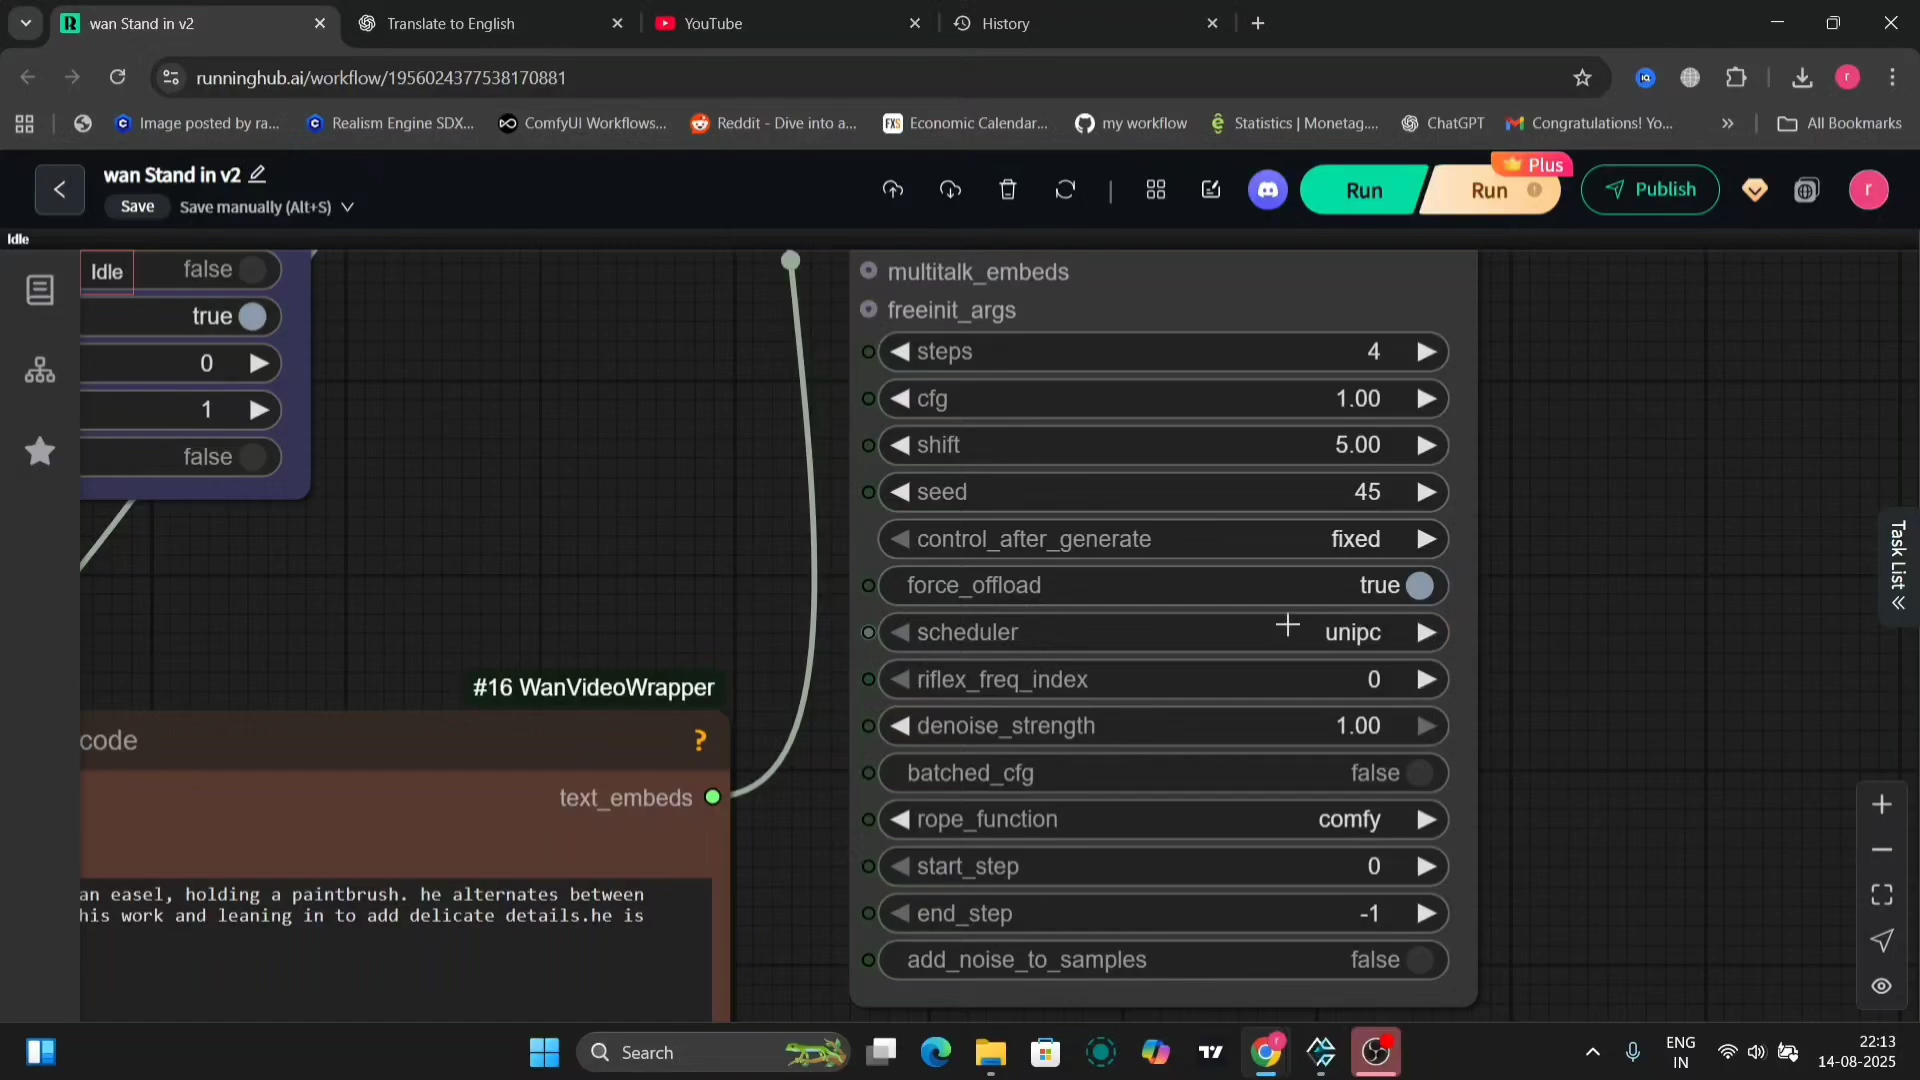 wan Stand in v2
Translate to English
YouTube
History
runninghub.ai/workflow/1956024377538170881
Image posted by ra...
Realism Engine SDX...
ComfyUI Workflows...
Reddit - Dive into a...
FXS
Economic Calendar...
my workflow
Statistics | Monetag....
ChatGPT
Congratulations! Yo...
All Bookmarks
wan Stand in v2
Save
Save manually (Alt+S)
Run
Run
Plus
Publish
r
Idle
Idle
false
true
0
1
false
multitalk_embeds
freeinit_args
steps 4
cfg 1.00
shift 5.00
seed 45
control_after_generate fixed
force_offload true
scheduler unipc
riflex_freq_index 0
denoise_strength 1.00
batched_cfg false
rope_function comfy
start_step 0
end_step -1
add_noise_to_samples false
Task List
#16 WanVideoWrapper
code ?
text_embeds
an easel, holding a paintbrush. he alternates between
his work and leaning in to add delicate details.he is
Search
ENG
IN
22:13
14-08-2025